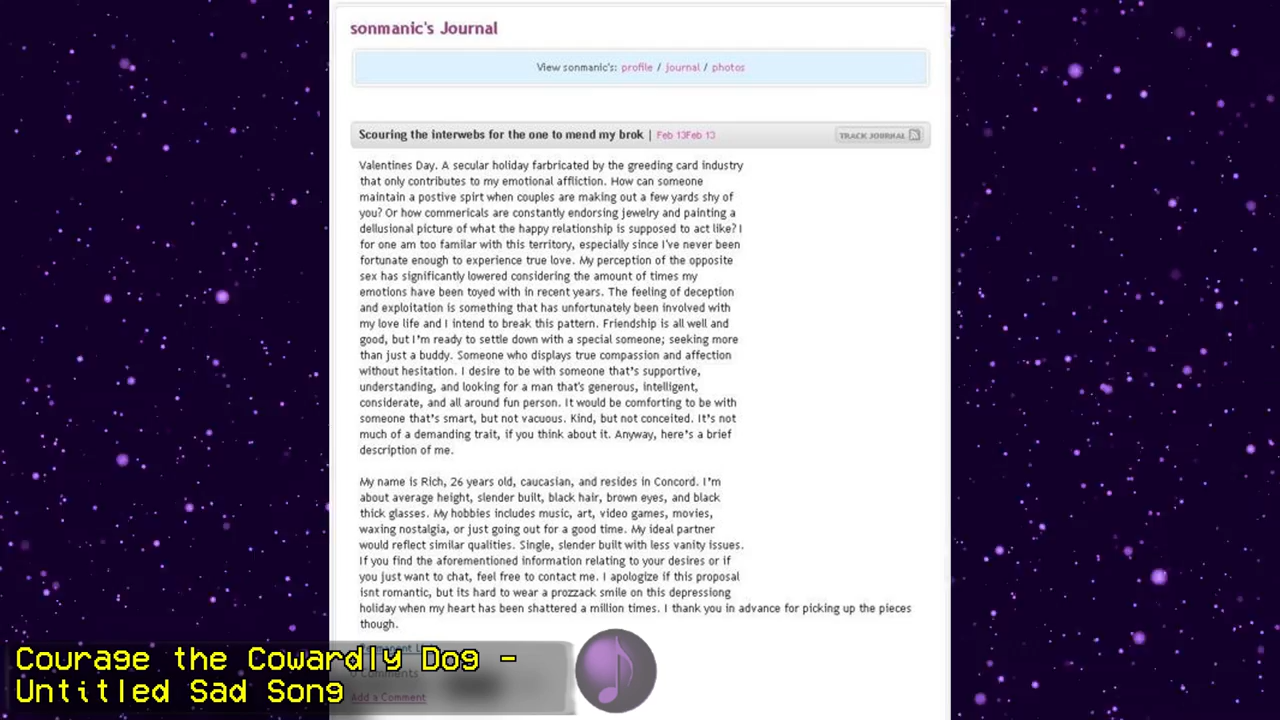 sonmanic's Journal
View sonmanic's: profile / journal / photos
Scouring the interwebs for the one to mend my brok | Feb 13Feb 13
TRACK JOURNAL
Valentines Day. A secular holiday farbricated by the greeding card industry
that only contributes to my emotional affliction. How can someone
maintain a postive spirt when couples are making out a few yards shy of
you? Or how commericals are constantly endorsing jewelry and painting a
dellusional picture of what the happy relationship is supposed to act like? I
for one am too familar with this territory, especially since I've never been
fortunate enough to experience true love. My perception of the opposite
sex has significantly lowered considering the amount of times my
emotions have been toyed with in recent years. The feeling of deception
and exploitation is something that has unfortunately been involved with
my love life and I intend to break this pattern. Friendship is all well and
good, but I'm ready to settle down with a special someone; seeking more
than just a buddy. Someone who displays true compassion and affection
without hesitation. I desire to be with someone that's supportive,
understanding, and looking for a man that's generous, intelligent,
considerate, and all around fun person. It would be comforting to be with
someone that's smart, but not vacuous. Kind, but not conceited. It's not
much of a demanding trait, if you think about it. Anyway, here's a brief
description of me.
My name is Rich, 26 years old, caucasian, and resides in Concord. I'm
about average height, slender built, black hair, brown eyes, and black
thick glasses. My hobbies includes music, art, video games, movies,
waxing nostalgia, or just going out for a good time. My ideal partner
would reflect similar qualities. Single, slender built with less vanity issues.
If you find the aforementioned information relating to your desires or if
you just want to chat, feel free to contact me. I apologize if this proposal
isnt romantic, but its hard to wear a prozzack smile on this depressiong
holiday when my heart has been shattered a million times. I thank you in advance for picking up the pieces
though.
0 Comments
Add a Comment
Courage the Cowardly Dog -
Untitled Sad Song